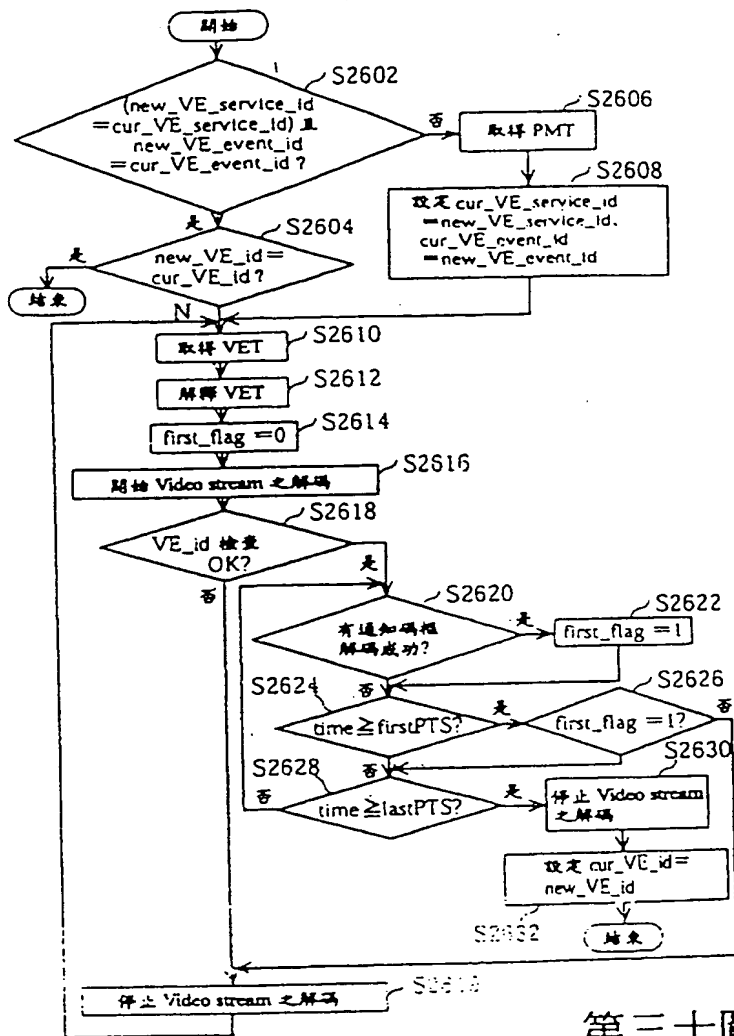 開始
S2602
(new_VE_service_id
=cur_VE_service_id) 且
new_VE_event_id
=cur_VE_event_id ?
否
S2606
取得 PMT
S2608
設定 cur_VE_service_id
=new_VE_service_id、
cur_VE_event_id
=new_VE_event_id
是
S2604
new_VE_id=
cur_VE_id ?
是
結束
N
取得 VET
S2610
解釋 VET
S2612
first_flag =0
S2614
開始 Video stream 之解碼
S2616
S2618
VE_id 檢查
OK?
是
否
S2620
有通知碼框
解碼成功?
是
S2622
first_flag =1
否
S2624
time≧firstPTS?
是
S2626
first_flag =1?
否
否
S2628
time≧lastPTS?
否
是
S2630
停止 Video stream
之解碼
設定 cur_VE_id=
new_VE_id
S2632
結束
停止 Video stream 之解碼
第三十圖